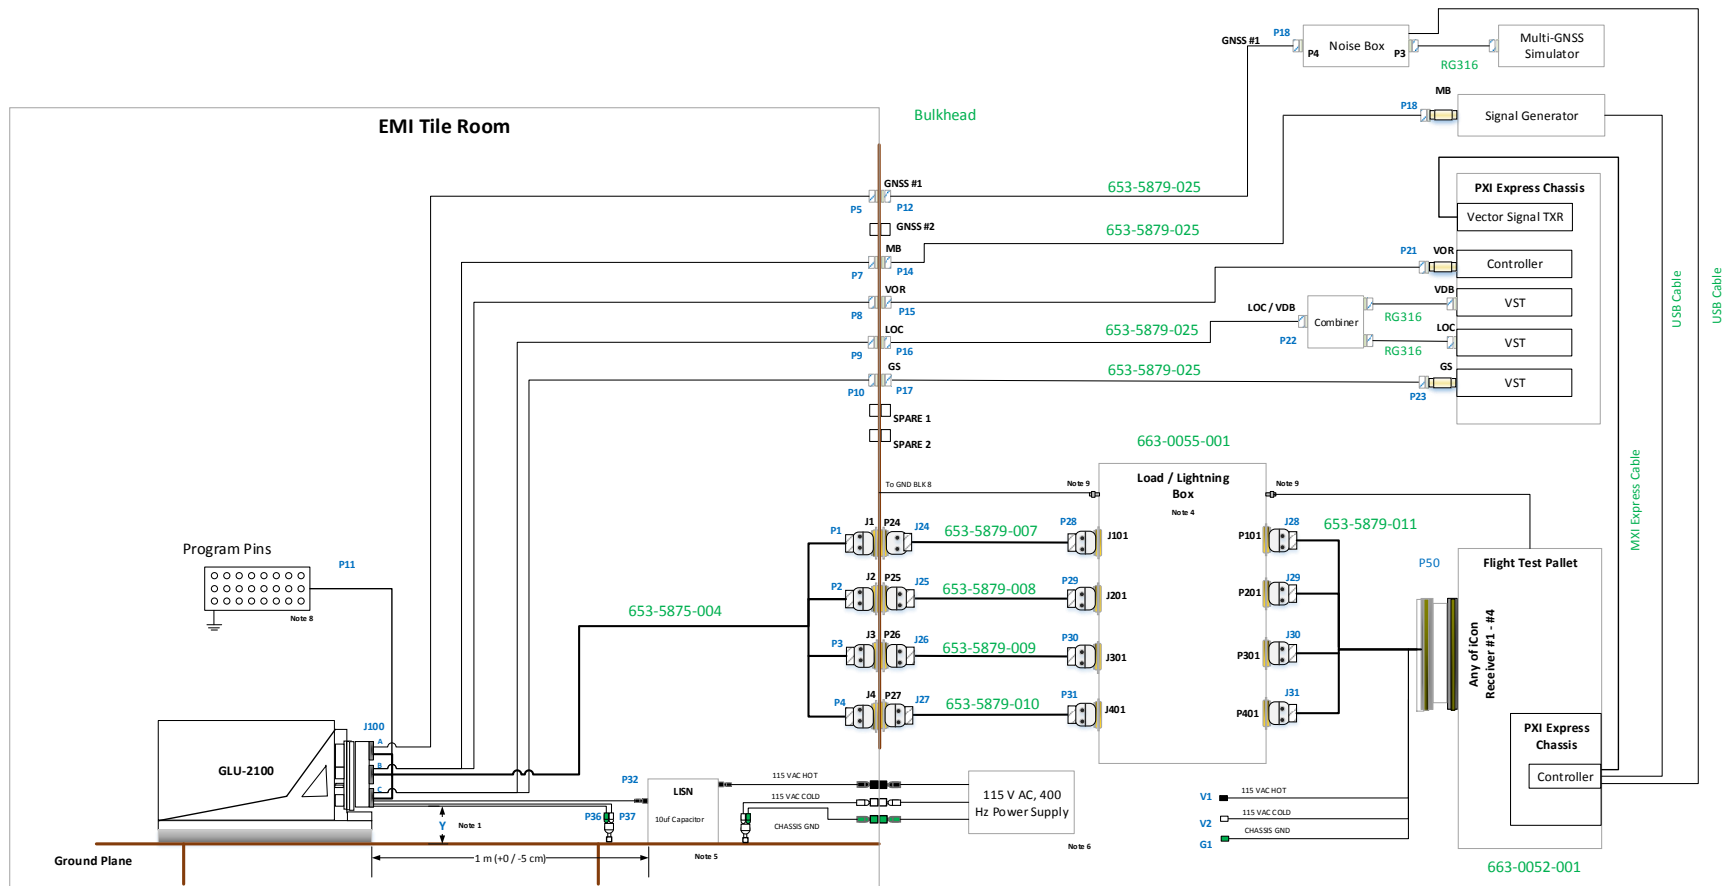 EMI Tile Room
Bulkhead
GNSS #1
P18
P4
Noise Box
P3
RG316
Multi-GNSS
Simulator
MB
P18
Signal Generator
GNSS #1
P5
P12
653-5879-025
GNSS #2
MB
P7
P14
653-5879-025
VOR
P8
P15
LOC
P9
P16
653-5879-025
GS
P10
P17
653-5879-025
SPARE 1
SPARE 2
PXI Express Chassis
Vector Signal TXR
P21
VOR
Controller
VDB
VST
LOC / VDB
P22
Combiner
RG316
RG316
LOC
VST
GS
VST
P23
USB Cable
USB Cable
MXI Express Cable
To GND BLK 8
Note 9
663-0055-001
Load / Lightning
Box
Note 4
Note 9
P1
J1
P24
J24
653-5879-007
P28
J101
P2
J2
P25
J25
653-5879-008
P29
J201
P3
J3
P26
J26
653-5879-009
P30
J301
P4
J4
P27
J27
653-5879-010
P31
J401
P101
J28
653-5879-011
P201
J29
P301
J30
P401
J31
P50
Flight Test Pallet
Any of iCon
Receiver #1 - #4
PXI Express
Chassis
Controller
663-0052-001
Program Pins
P11
Note 8
653-5875-004
GLU-2100
J100
A
B
C
P32
LISN
10uf Capacitor
P36
P37
Y
Note 1
Note 5
1 m (+0 / -5 cm)
Ground Plane
115 VAC HOT
115 VAC COLD
CHASSIS GND
115 V AC, 400
Hz Power Supply
Note 6
V1
115 VAC HOT
V2
115 VAC COLD
G1
CHASSIS GND